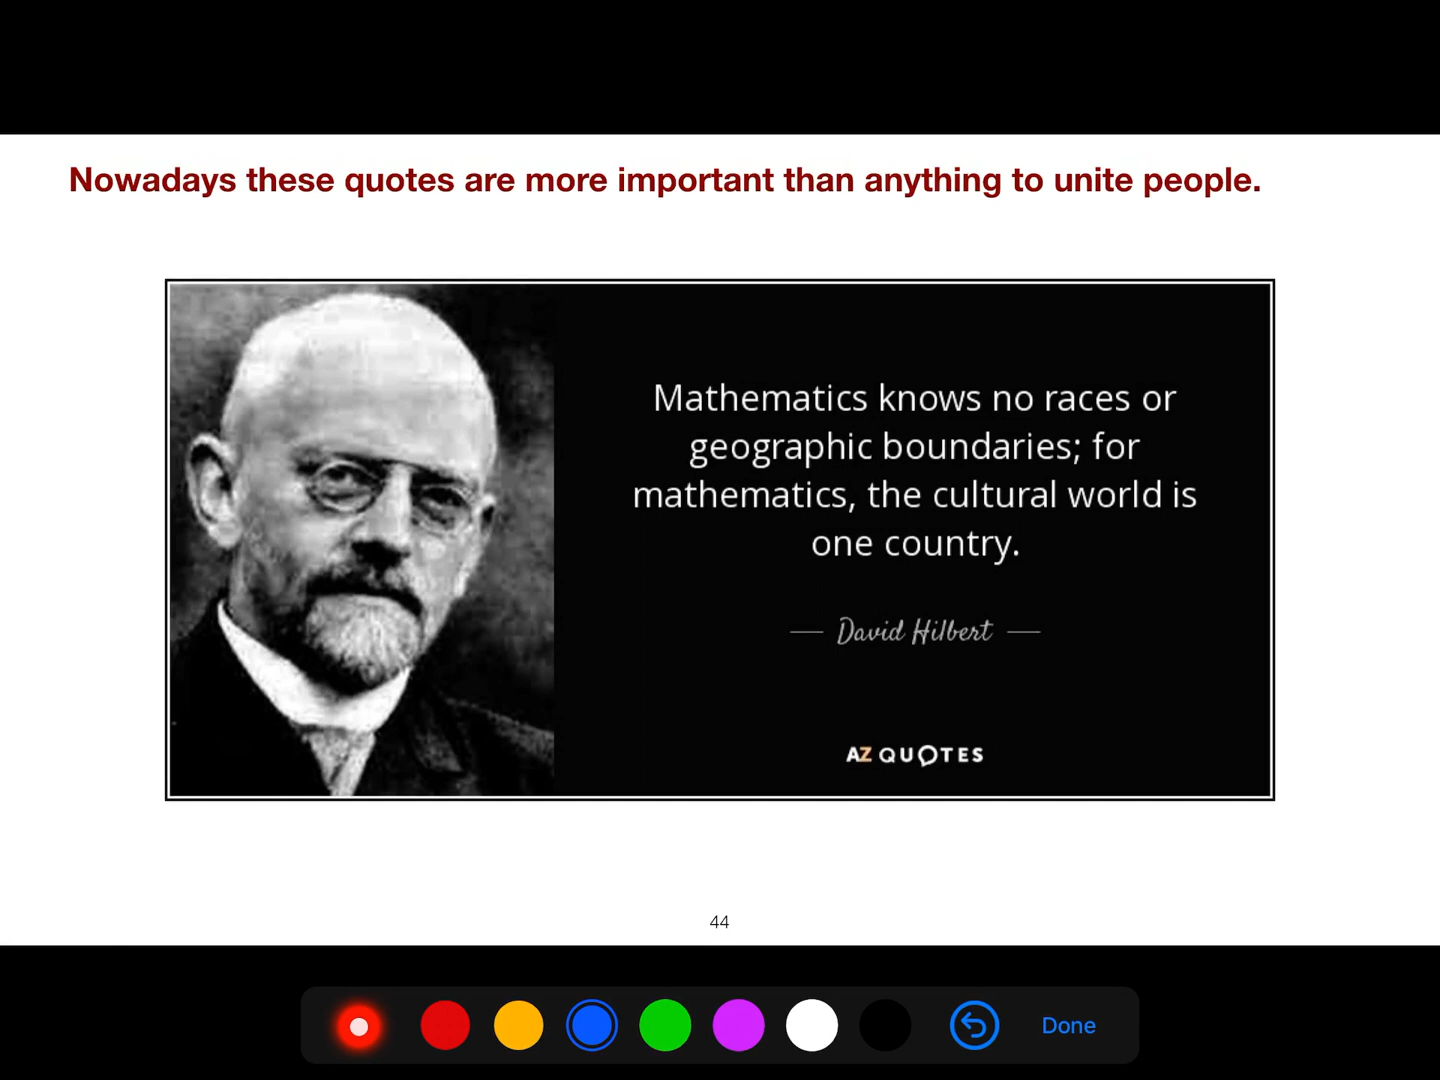 Nowadays these quotes are more important than anything to unite people.
Mathematics knows no races or
geographic boundaries; for
mathematics, the cultural world is
one country.
— David Hilbert —
AZ QUOTES
44
Done